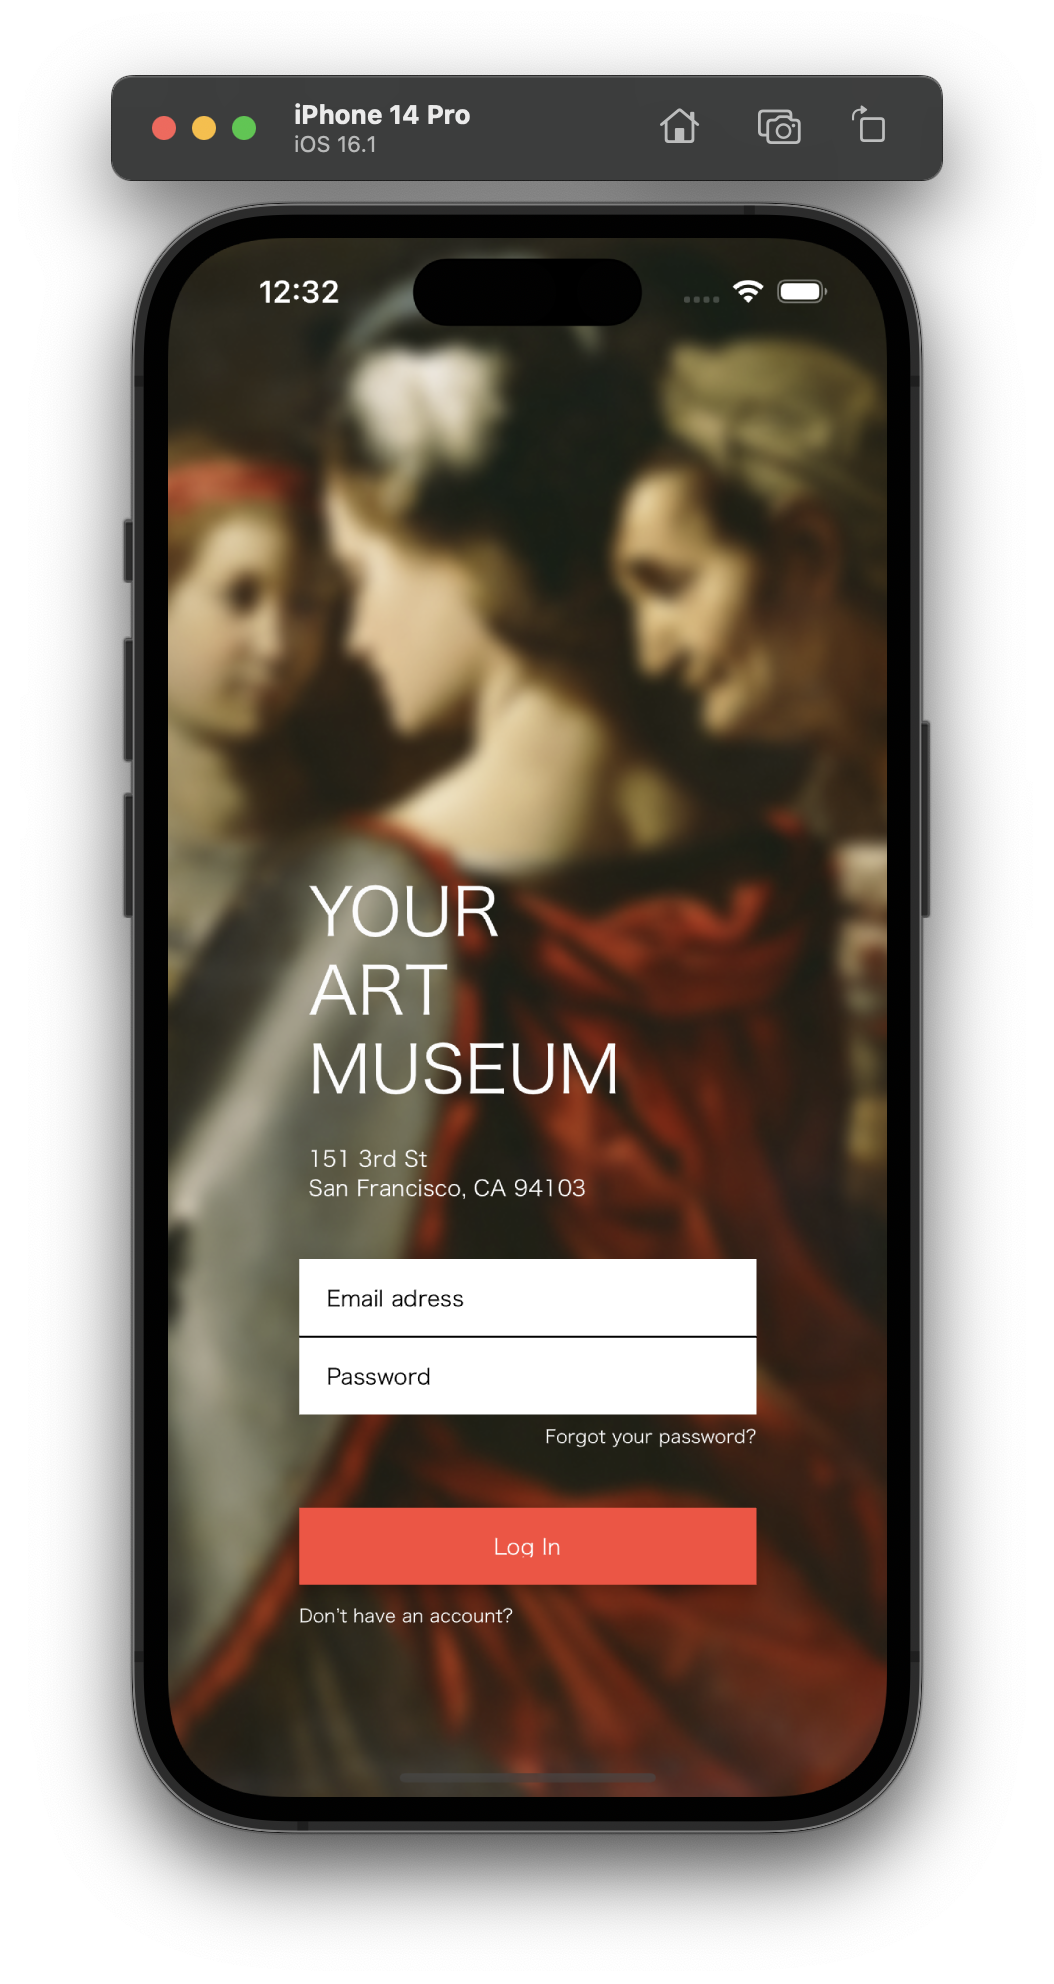 iPhone 14 Pro
iOS 16.1
12:32
YOUR
ART
MUSEUM
151 3rd St
San Francisco, CA 94103
Email adress
Password
Forgot your password?
Log In
Don't have an account?